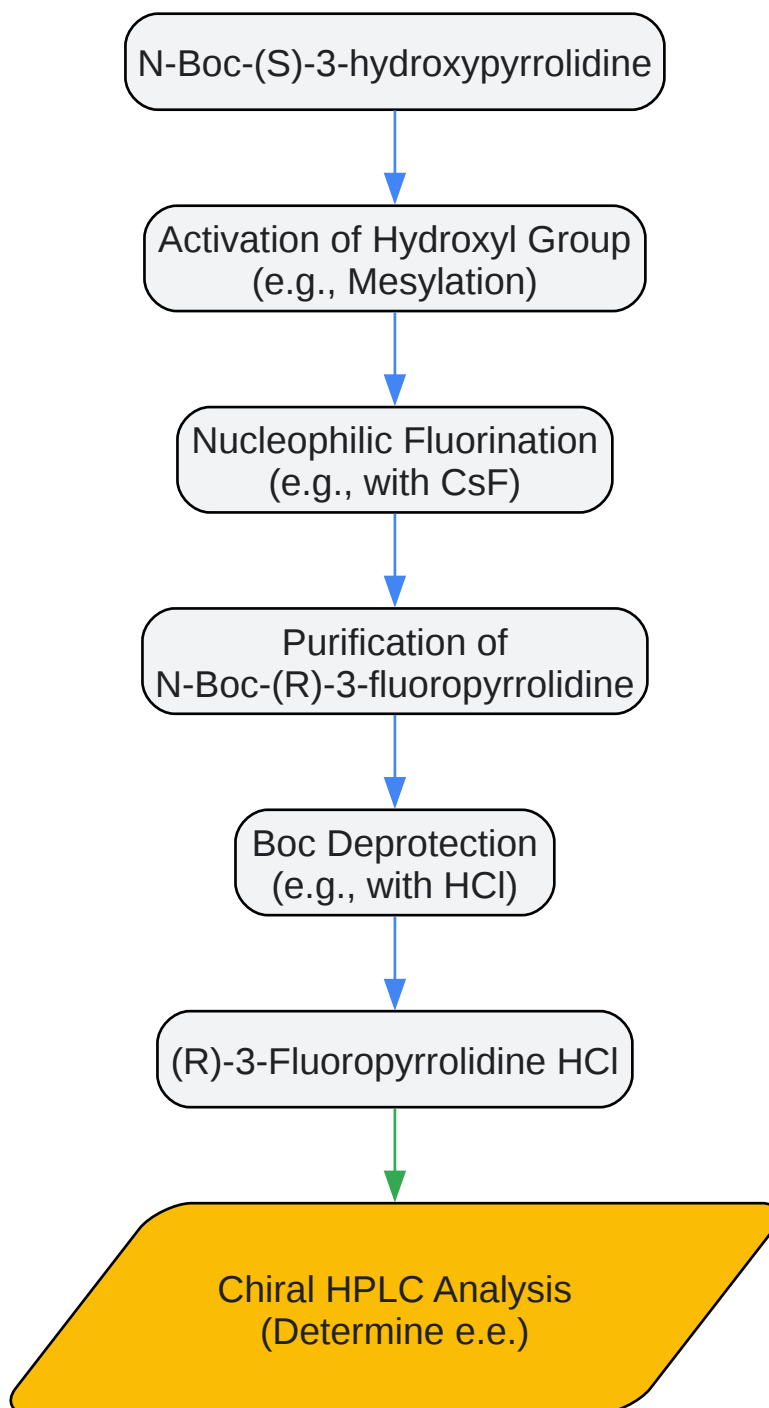 N-Boc-(S)-3-hydroxypyrrolidine
Activation of Hydroxyl Group
(e.g., Mesylation)
Nucleophilic Fluorination
(e.g., with CsF)
Purification of
N-Boc-(R)-3-fluoropyrrolidine
Boc Deprotection
(e.g., with HCl)
(R)-3-Fluoropyrrolidine HCl
Chiral HPLC Analysis
(Determine e.e.)